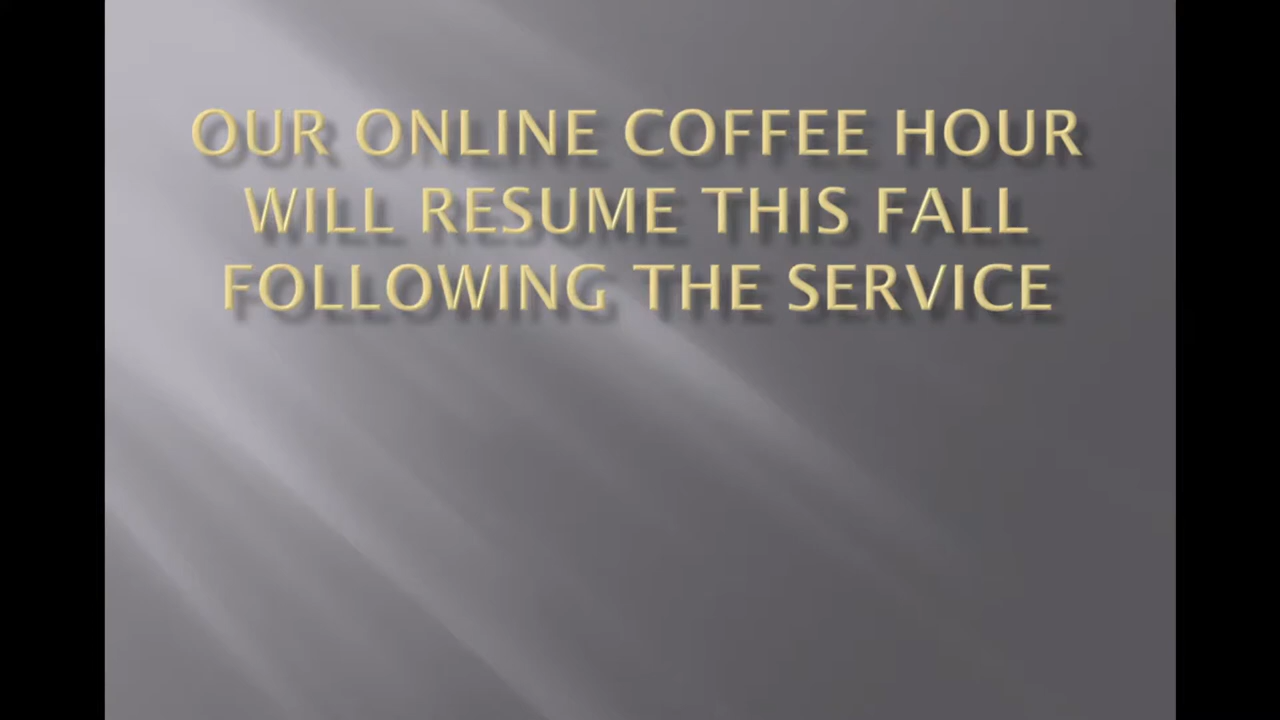 OUR ONLINE COFFEE HOUR
WILL RESUME THIS FALL
FOLLOWING THE SERVICE